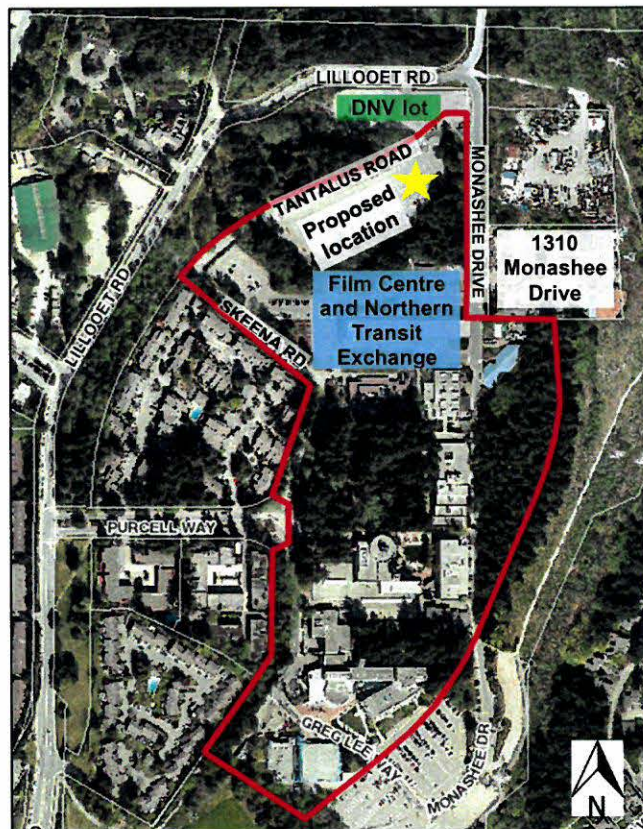 LILLOOET RD
DNV lot
TANTALUS ROAD
MONASHEE DRIVE
Proposed
location
1310
Monashee
Drive
LILLOOET RD
SKEENA RD
Film Centre
and Northern
Transit
Exchange
PURCELL WAY
GREG LEE WAY
MONASHEE DR
N